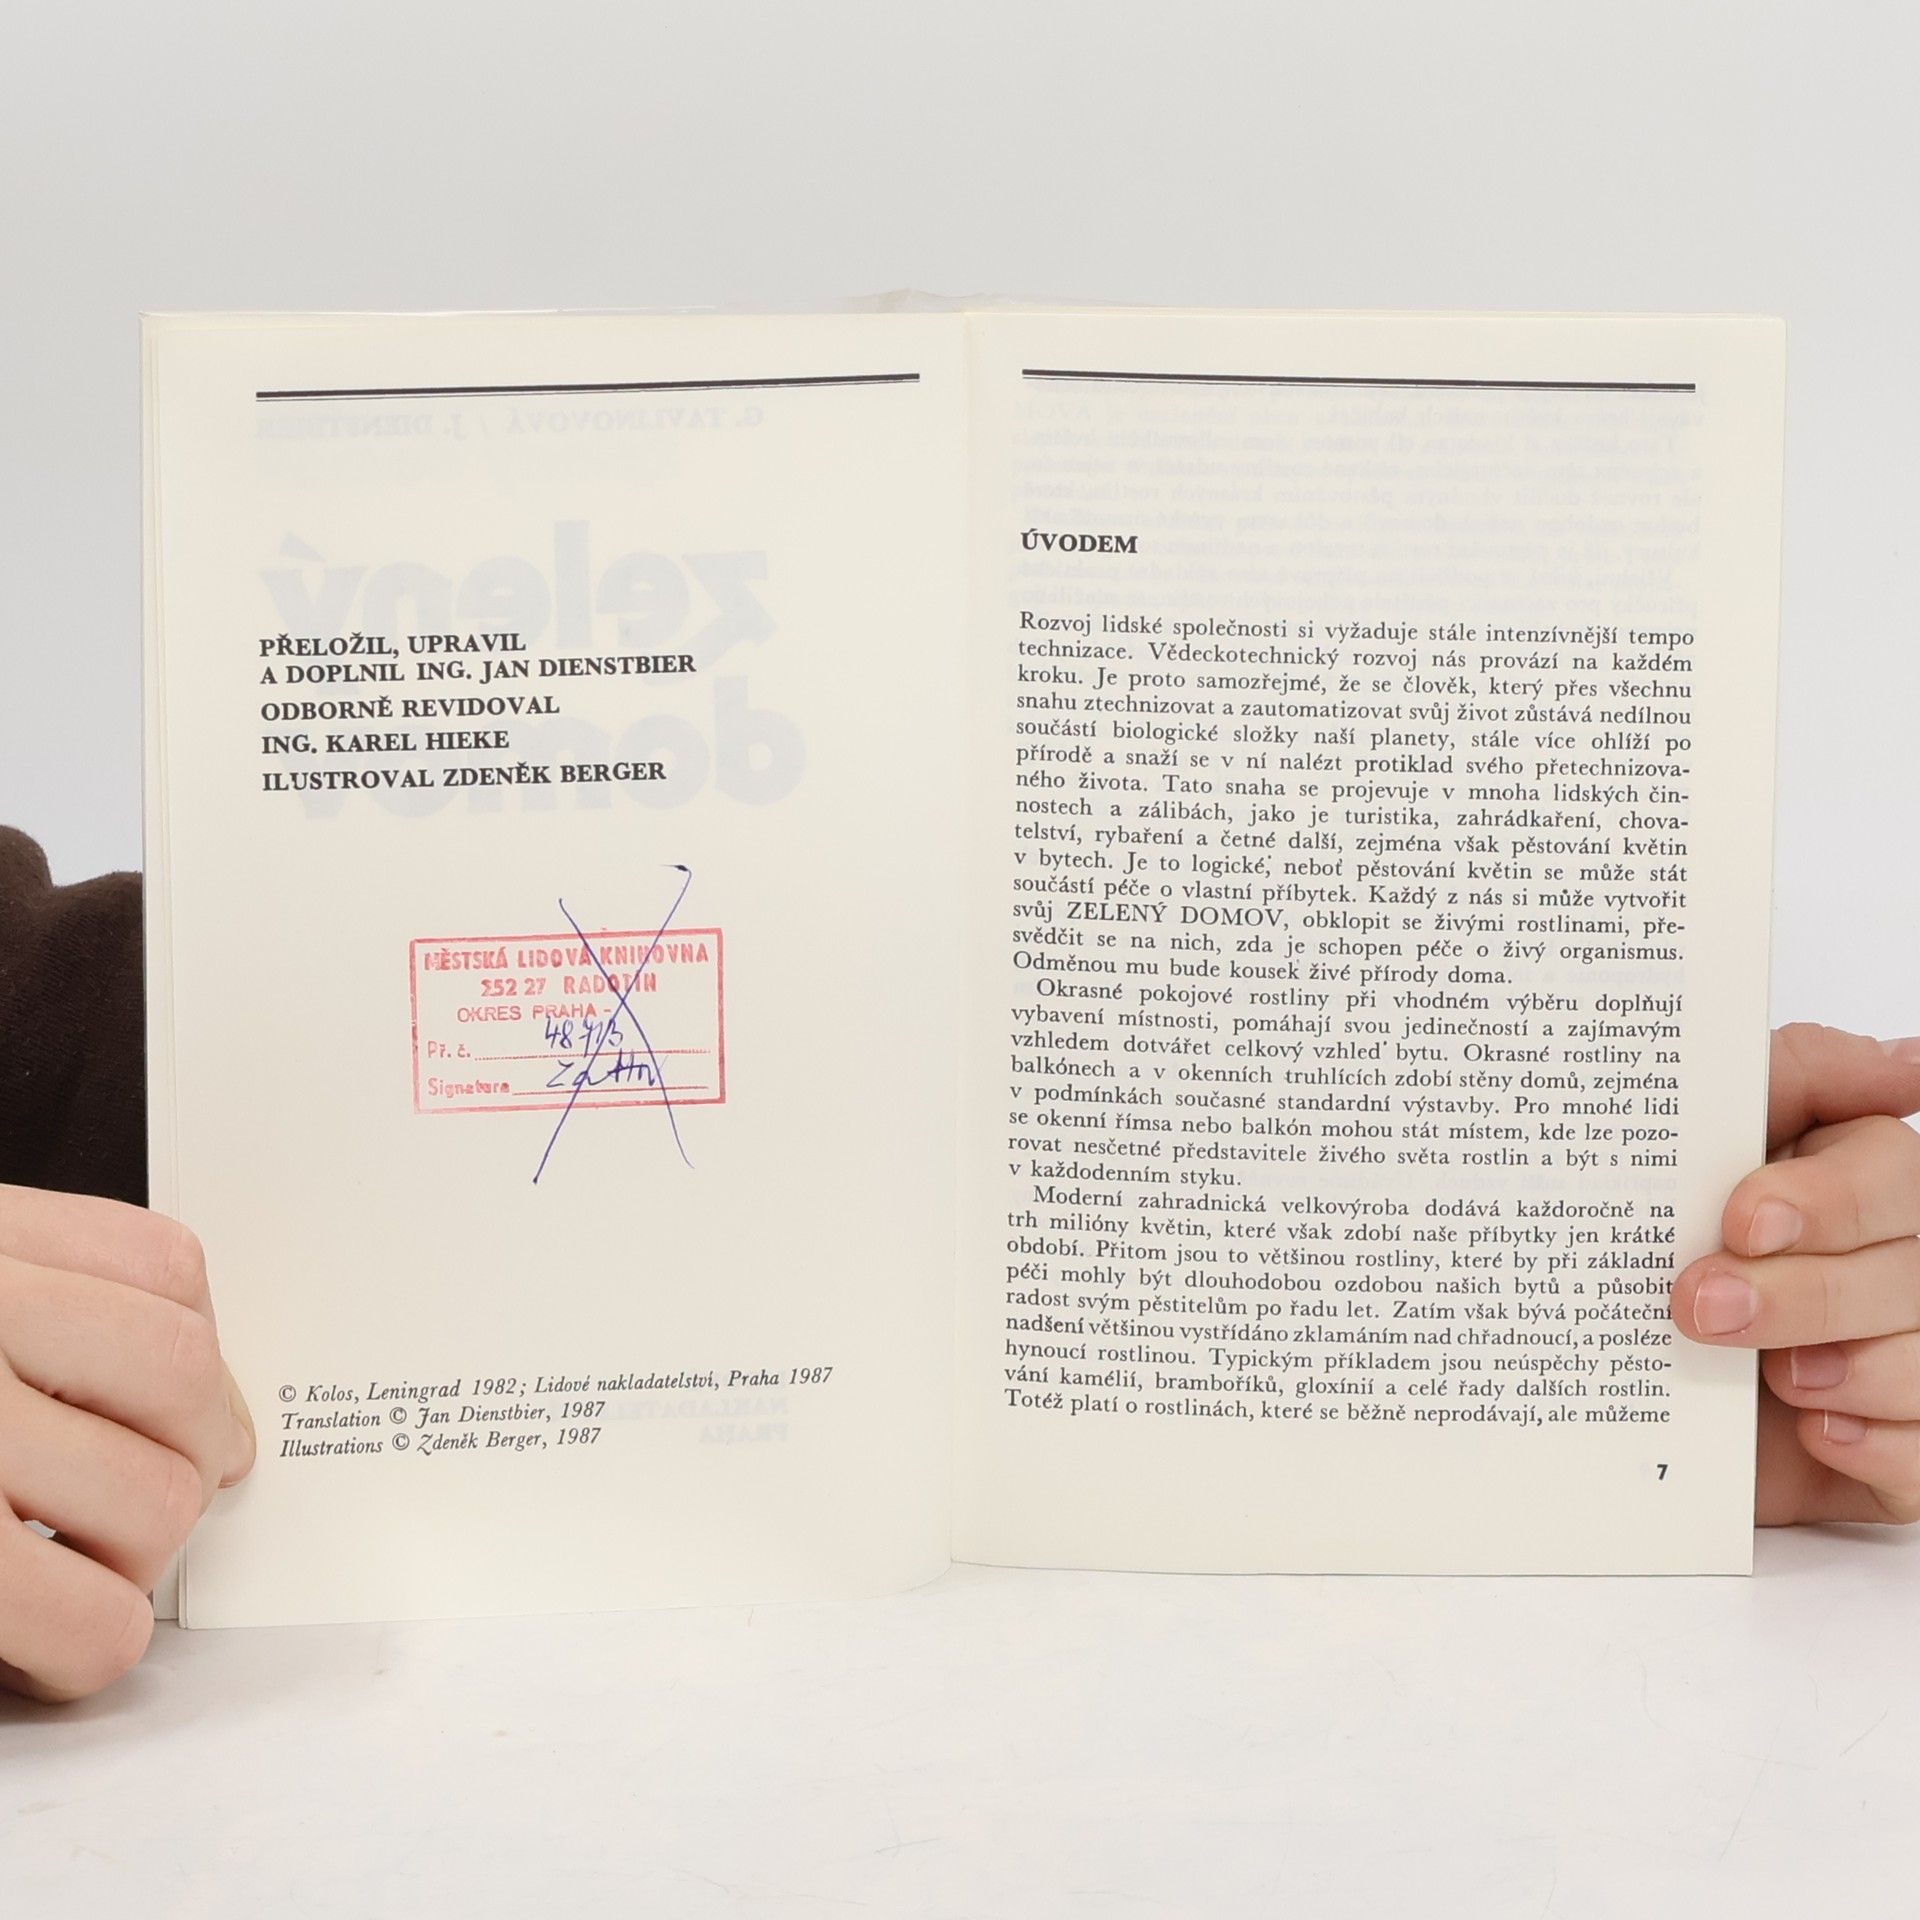 PŘELOŽIL, UPRAVIL
A DOPLNIL ING. JAN DIENSTBIER
ODBORNĚ REVIDOVAL
ING. KAREL HIEKE
ILUSTROVAL ZDENĚK BERGER
MĚSTSKÁ LIDOVÁ KNIHOVNA
252 27 RADOTÍN
OKRES PRAHA -
Př. č.
Signatura
© Kolos, Leningrad 1982; Lidové nakladatelství, Praha 1987
Translation © Jan Dienstbier, 1987
Illustrations © Zdeněk Berger, 1987
ÚVODEM
Rozvoj lidské společnosti si vyžaduje stále intenzívnější tempo
technizace. Vědeckotechnický rozvoj nás provází na každém
kroku. Je proto samozřejmé, že se člověk, který přes všechnu
snahu ztechnizovat a zautomatizovat svůj život zůstává nedílnou
součástí biologické složky naší planety, stále více ohlíží po
přírodě a snaží se v ní nalézt protiklad svého přetechnizova-
ného života. Tato snaha se projevuje v mnoha lidských čin-
nostech a zálibách, jako je turistika, zahrádkaření, chova-
telství, rybaření a četné další, zejména však pěstování květin
v bytech. Je to logické, neboť pěstování květin se může stát
součástí péče o vlastní příbytek. Každý z nás si může vytvořit
svůj ZELENÝ DOMOV, obklopit se živými rostlinami, pře-
svědčit se na nich, zda je schopen péče o živý organismus.
Odměnou mu bude kousek živé přírody doma.
Okrasné pokojové rostliny při vhodném výběru doplňují
vybavení místnosti, pomáhají svou jedinečností a zajímavým
vzhledem dotvářet celkový vzhled bytu. Okrasné rostliny na
balkónech a v okenních truhlících zdobí stěny domů, zejména
v podmínkách současné standardní výstavby. Pro mnohé lidi
se okenní římsa nebo balkón mohou stát místem, kde lze pozo-
rovat nesčetné představitele živého světa rostlin a být s nimi
v každodenním styku.
Moderní zahradnická velkovýroba dodává každoročně na
trh milióny květin, které však zdobí naše příbytky jen krátké
období. Přitom jsou to většinou rostliny, které by při základní
péči mohly být dlouhodobou ozdobou našich bytů a působit
radost svým pěstitelům po řadu let. Zatím však bývá počáteční
nadšení většinou vystřídáno zklamáním nad chřadnoucí, a posléze
hynoucí rostlinou. Typickým příkladem jsou neúspěchy pěsto-
vání kamélií, bramboříků, gloxínií a celé řady dalších rostlin.
Totéž platí o rostlinách, které se běžně neprodávají, ale můžeme
7